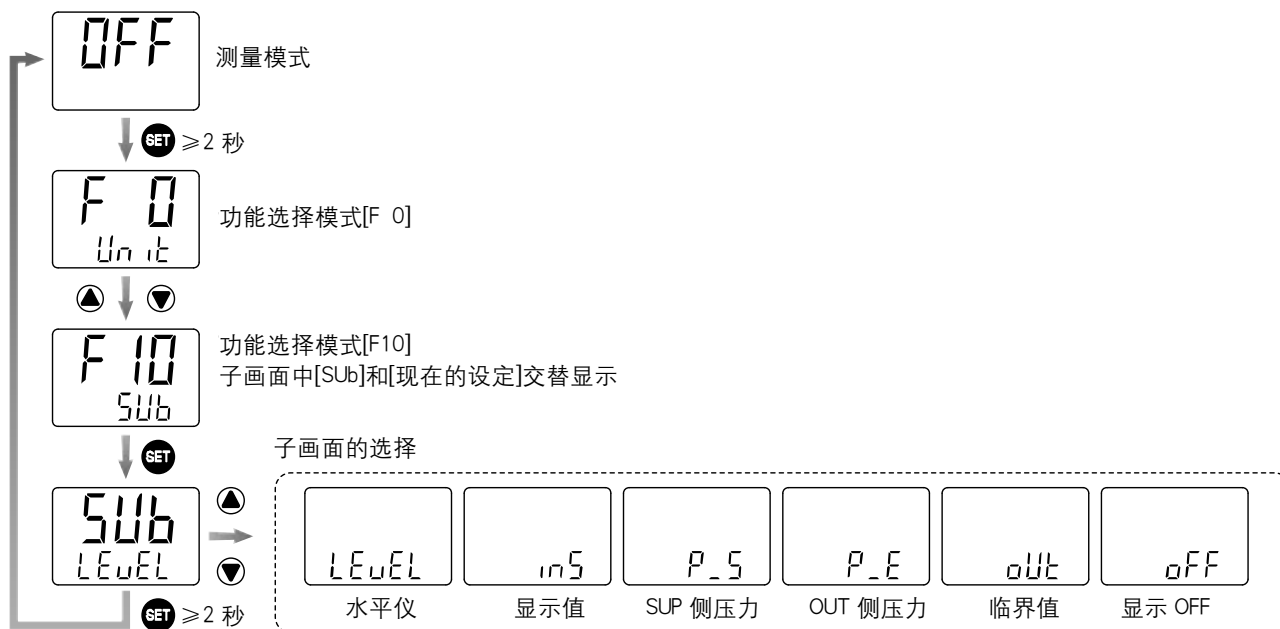 OFF
测量模式
SET ≥2 秒
F 0
Unit
功能选择模式[F 0]
F 10
SUb
功能选择模式[F10]
子画面中[SUb]和[现在的设定]交替显示
SET
子画面的选择
SUb
LEvEL
LEvEL
inS
P_S
P_E
oUt
oFF
水平仪
显示值
SUP 侧压力
OUT 侧压力
临界值
显示 OFF
SET ≥2 秒